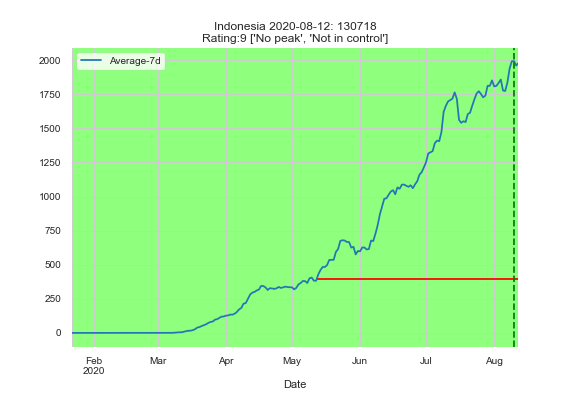 Indonesia 2020-08-12: 130718
Rating:9 ['No peak', 'Not in control']
Average-7d
2000
1750
1500
1250
1000
750
500
250
0
Feb Mar Apr May Jun Jul Aug
2020
Date